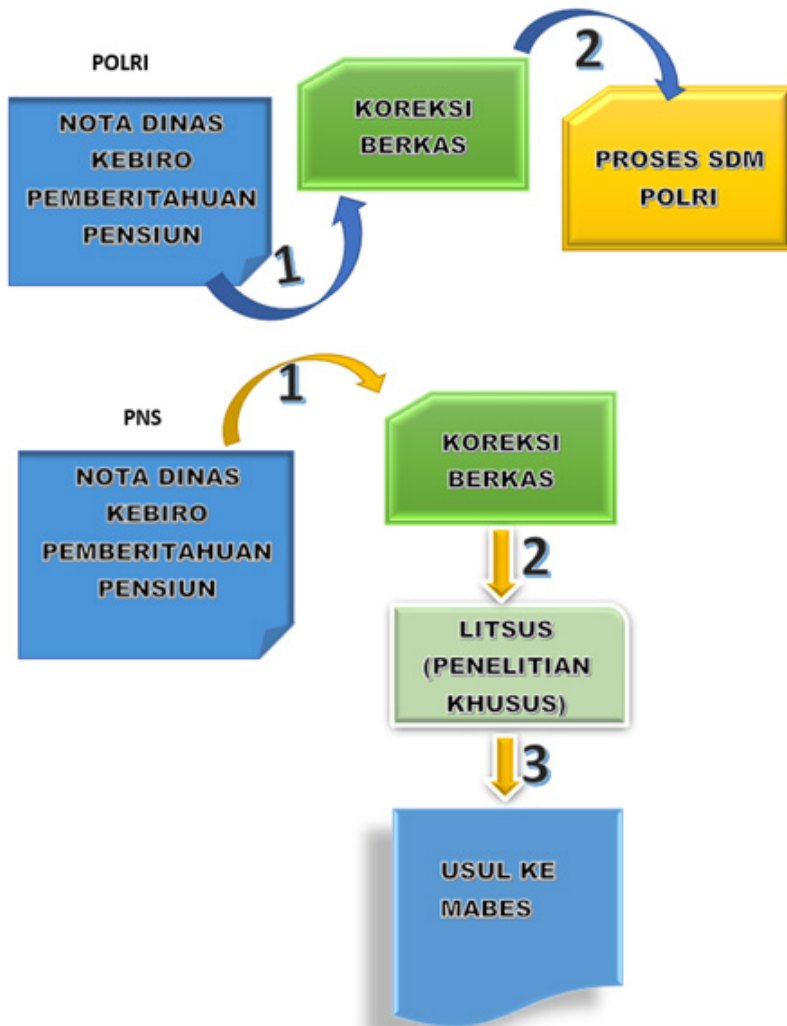 POLRI
NOTA DINAS
KEBIRO
PEMBERITAHUAN
PENSIUN
1
KOREKSI
BERKAS
2
PROSES SDM
POLRI
PNS
NOTA DINAS
KEBIRO
PEMBERITAHUAN
PENSIUN
1
KOREKSI
BERKAS
2
LITSUS
(PENELITIAN
KHUSUS)
3
USUL KE
MABES